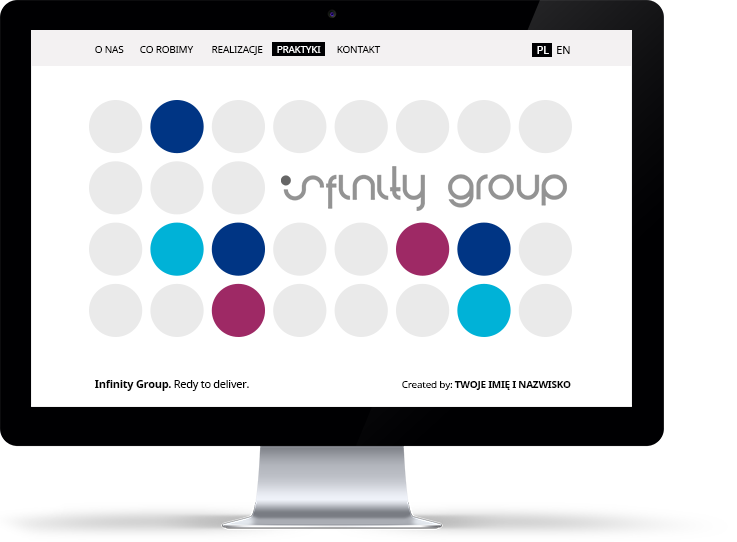 O NAS CO ROBIMY REALIZACJE PRAKTYKI KONTAKT PL EN
infinity group
Infinity Group. Redy to deliver. Created by: TWOJE IMIĘ I NAZWISKO